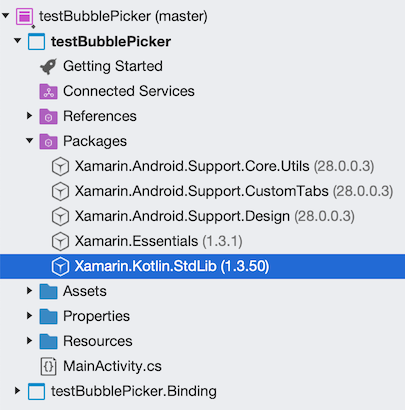 testBubblePicker (master)
testBubblePicker
Getting Started
Connected Services
References
Packages
Xamarin.Android.Support.Core.Utils (28.0.0.3)
Xamarin.Android.Support.CustomTabs (28.0.0.3)
Xamarin.Android.Support.Design (28.0.0.3)
Xamarin.Essentials (1.3.1)
Xamarin.Kotlin.StdLib (1.3.50)
Assets
Properties
Resources
MainActivity.cs
testBubblePicker.Binding